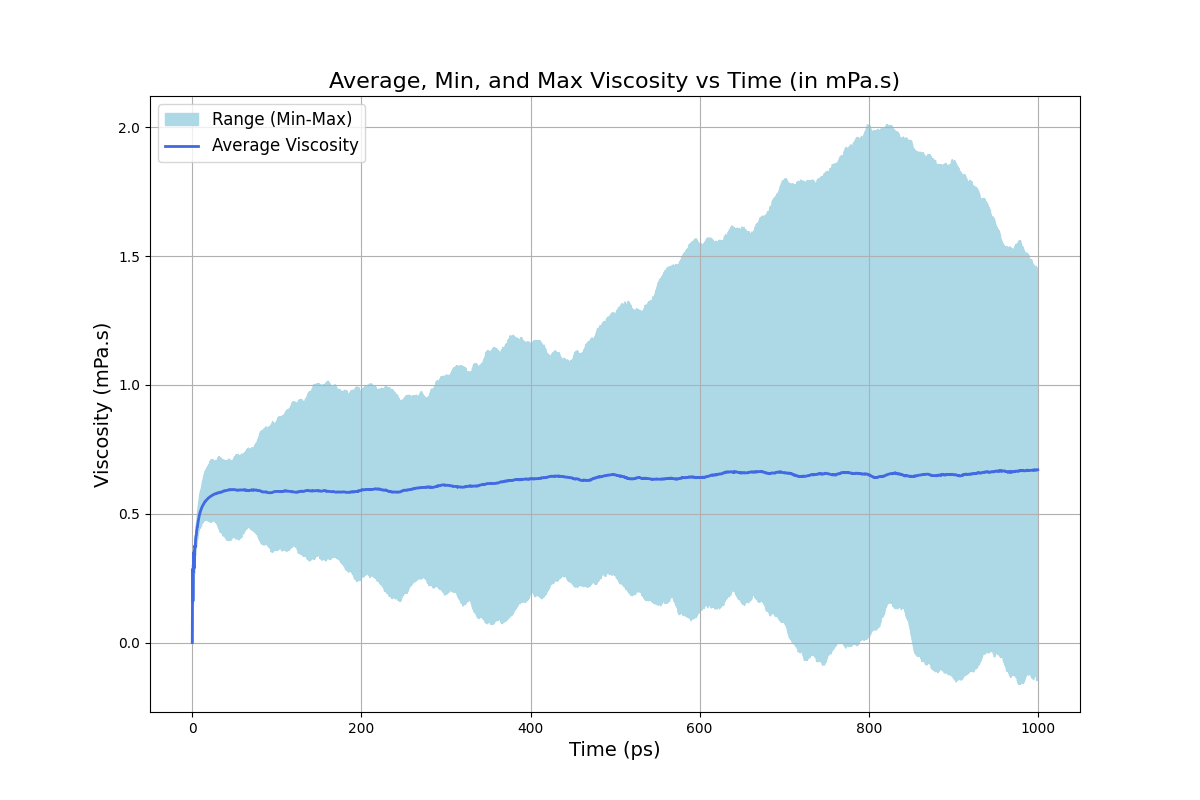 Average, Min, and Max Viscosity vs Time (in mPa.s)
Range (Min-Max)
Average Viscosity
Viscosity (mPa.s)
2.0
1.5
1.0
0.5
0.0
0 200 400 600 800 1000
Time (ps)